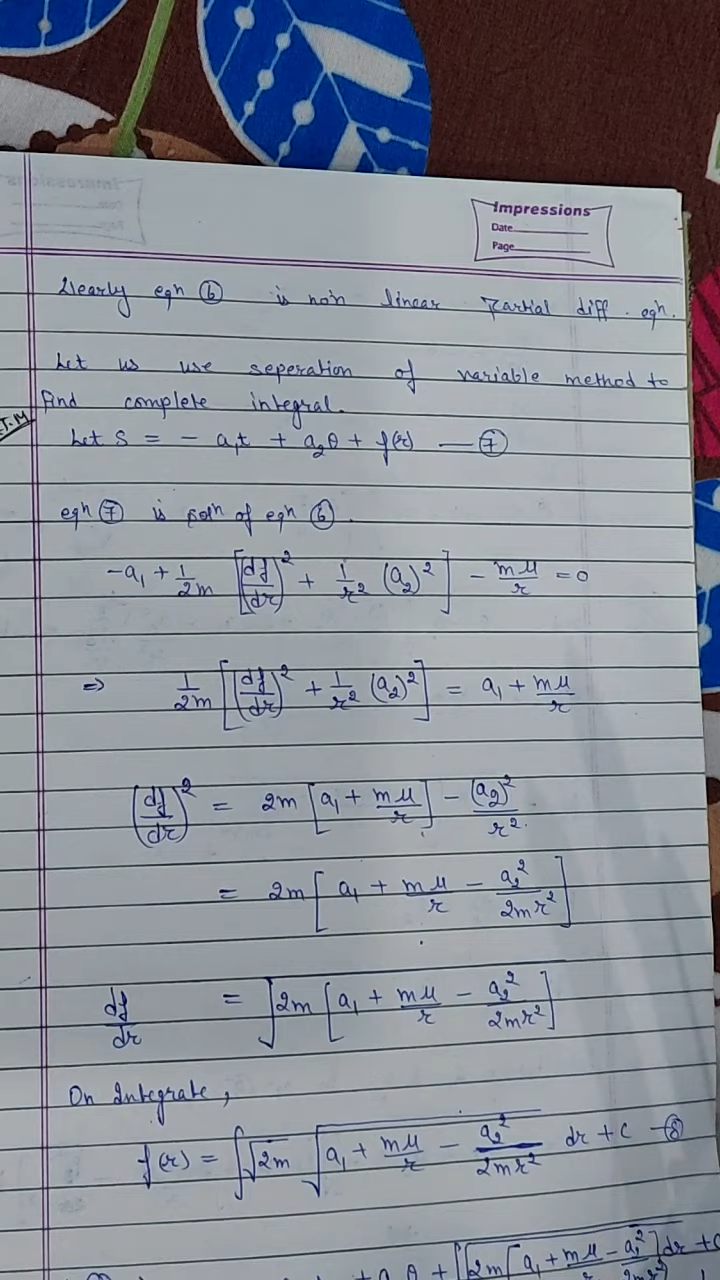 Impressions
Date
Page
Clearly eqn ⑥ is non linear Partial diff. eqn.
Let us use seperation of variable method to
find complete integral.
Let S = - a₁t + a₂θ + f(r) — ⑦
eqn ⑦ is soln of eqn ⑥.
-a₁ + 1/2m [(df/dr)² + 1/r² (a₂)²] - mμ/r = 0
⇒ 1/2m [(df/dr)² + 1/r² (a₂)²] = a₁ + mμ/r
(df/dr)² = 2m [a₁ + mμ/r] - (a₂)²/r²
= 2m [a₁ + mμ/r - a₂²/2mr²]
df/dr = √2m [a₁ + mμ/r - a₂²/2mr²]
On Integrate,
f(r) = ∫√2m √a₁ + mμ/r - a₂²/2mr² dr + C — ⑧